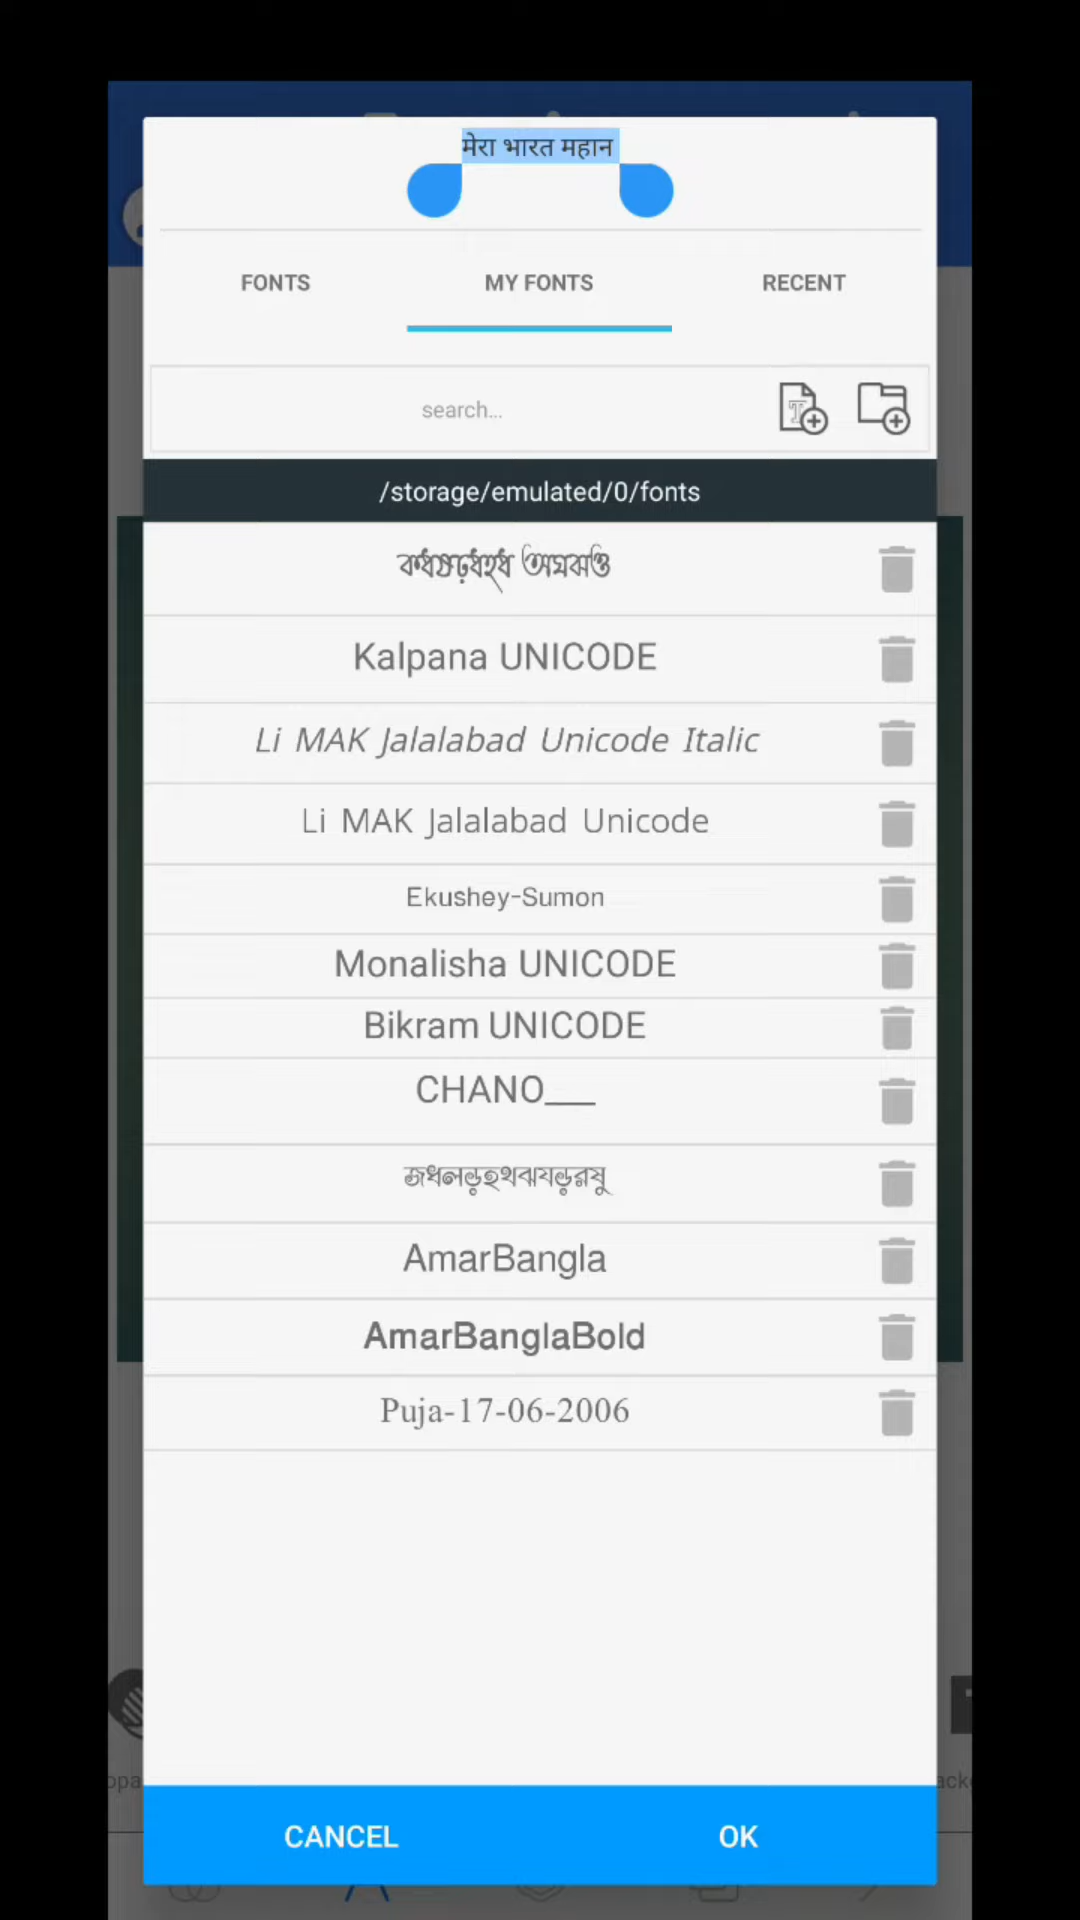 मेरा भारत महान
FONTS MY FONTS RECENT
search...
/storage/emulated/0/fonts
Kalpana UNICODE
Li MAK Jalalabad Unicode Italic
Li MAK Jalalabad Unicode
Ekushey-Sumon
Monalisha UNICODE
Bikram UNICODE
CHANO___
AmarBangla
AmarBanglaBold
Puja-17-06-2006
CANCEL OK